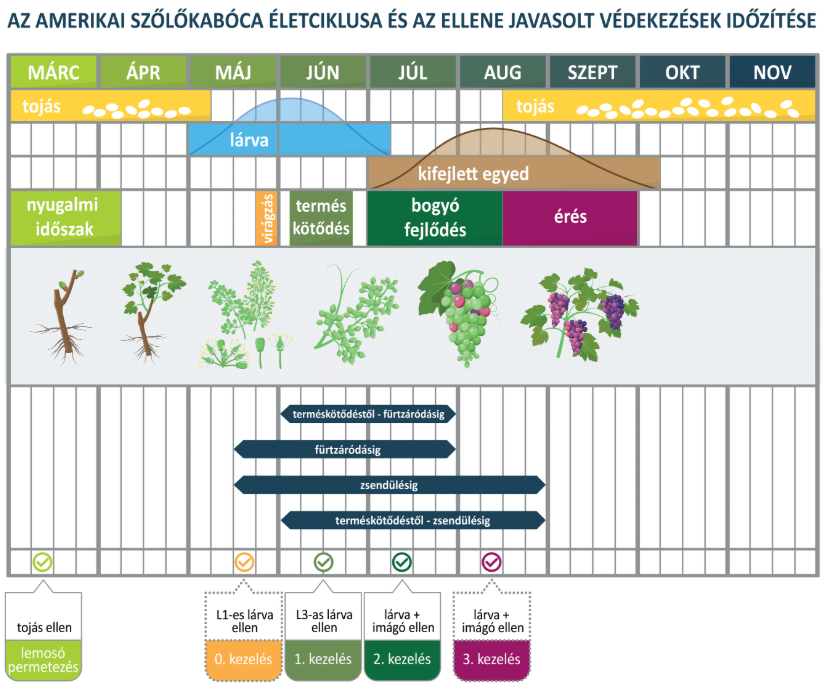 AZ AMERIKAI SZŐLŐKABÓCA ÉLETCIKLUSA ÉS AZ ELLENE JAVASOLT VÉDEKEZÉSEK IDŐZÍTÉSE
MÁRC ÁPR MÁJ JÚN JÚL AUG SZEPT OKT NOV
tojás tojás
lárva
kifejlett egyed
nyugalmi
időszak
virágzás
termés
kötődés
bogyó
fejlődés
érés
terméskötődéstől - fürtzáródásig
fürtzáródásig
zsendülésig
terméskötődéstől - zsendülésig
tojás ellen
lemosó
permetezés
L1-es lárva
ellen
0. kezelés
L3-as lárva
ellen
1. kezelés
lárva +
imágó ellen
2. kezelés
lárva +
imágó ellen
3. kezelés